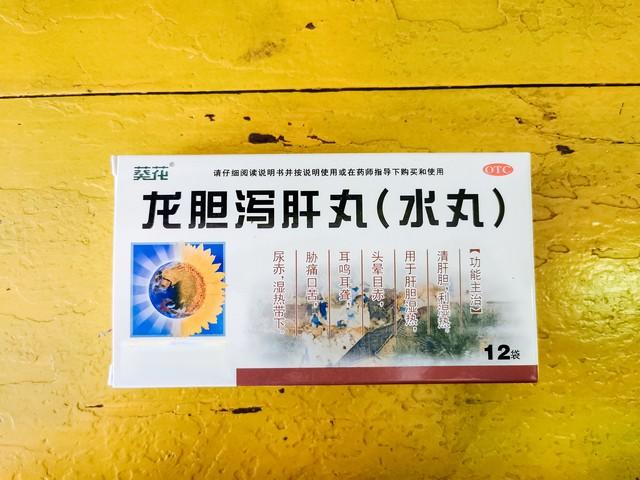 葵花®
请仔细阅读说明书并按说明使用或在药师指导下购买和使用
OTC
龙胆泻肝丸(水丸)
【功能主治】
清肝胆,利湿热,
用于肝胆湿热,
头晕目赤,
耳鸣耳聋,
胁痛口苦,
尿赤,湿热带下
12袋